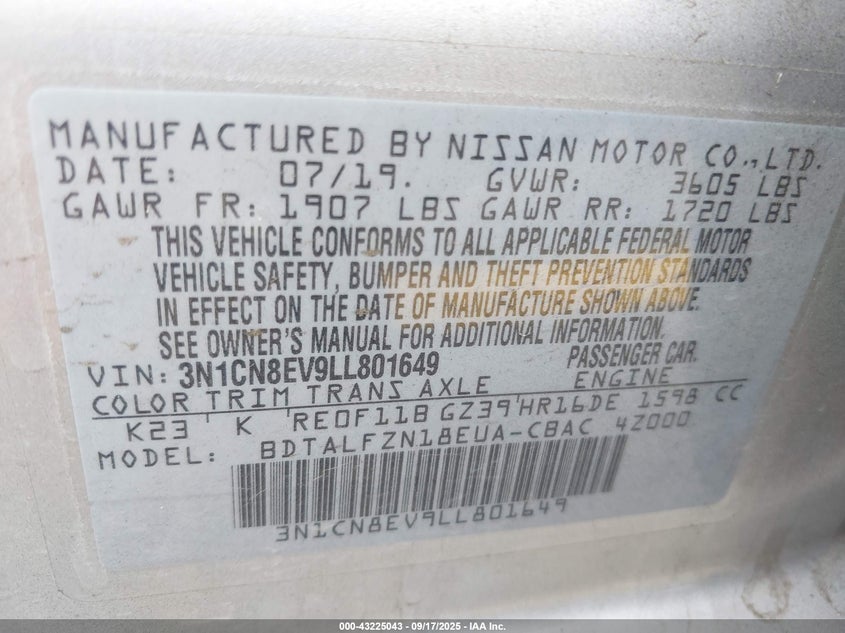 MANUFACTURED BY NISSAN MOTOR CO., LTD.
DATE: 07/19. GVWR: 3605 LBS
GAWR FR: 1907 LBS GAWR RR: 1720 LBS
THIS VEHICLE CONFORMS TO ALL APPLICABLE FEDERAL MOTOR
VEHICLE SAFETY, BUMPER AND THEFT PREVENTION STANDARDS
IN EFFECT ON THE DATE OF MANUFACTURE SHOWN ABOVE.
SEE OWNER'S MANUAL FOR ADDITIONAL INFORMATION.
VIN: 3N1CN8EV9LL801649 PASSENGER CAR.
COLOR TRIM TRANS AXLE ENGINE
K23 K RE0F11B GZ39 HR16DE 1598 CC
MODEL: BDTALFZN18EUA-CBAC 4Z000
3N1CN8EV9LL801649
000-43225043 - 09/17/2025 - IAA Inc.